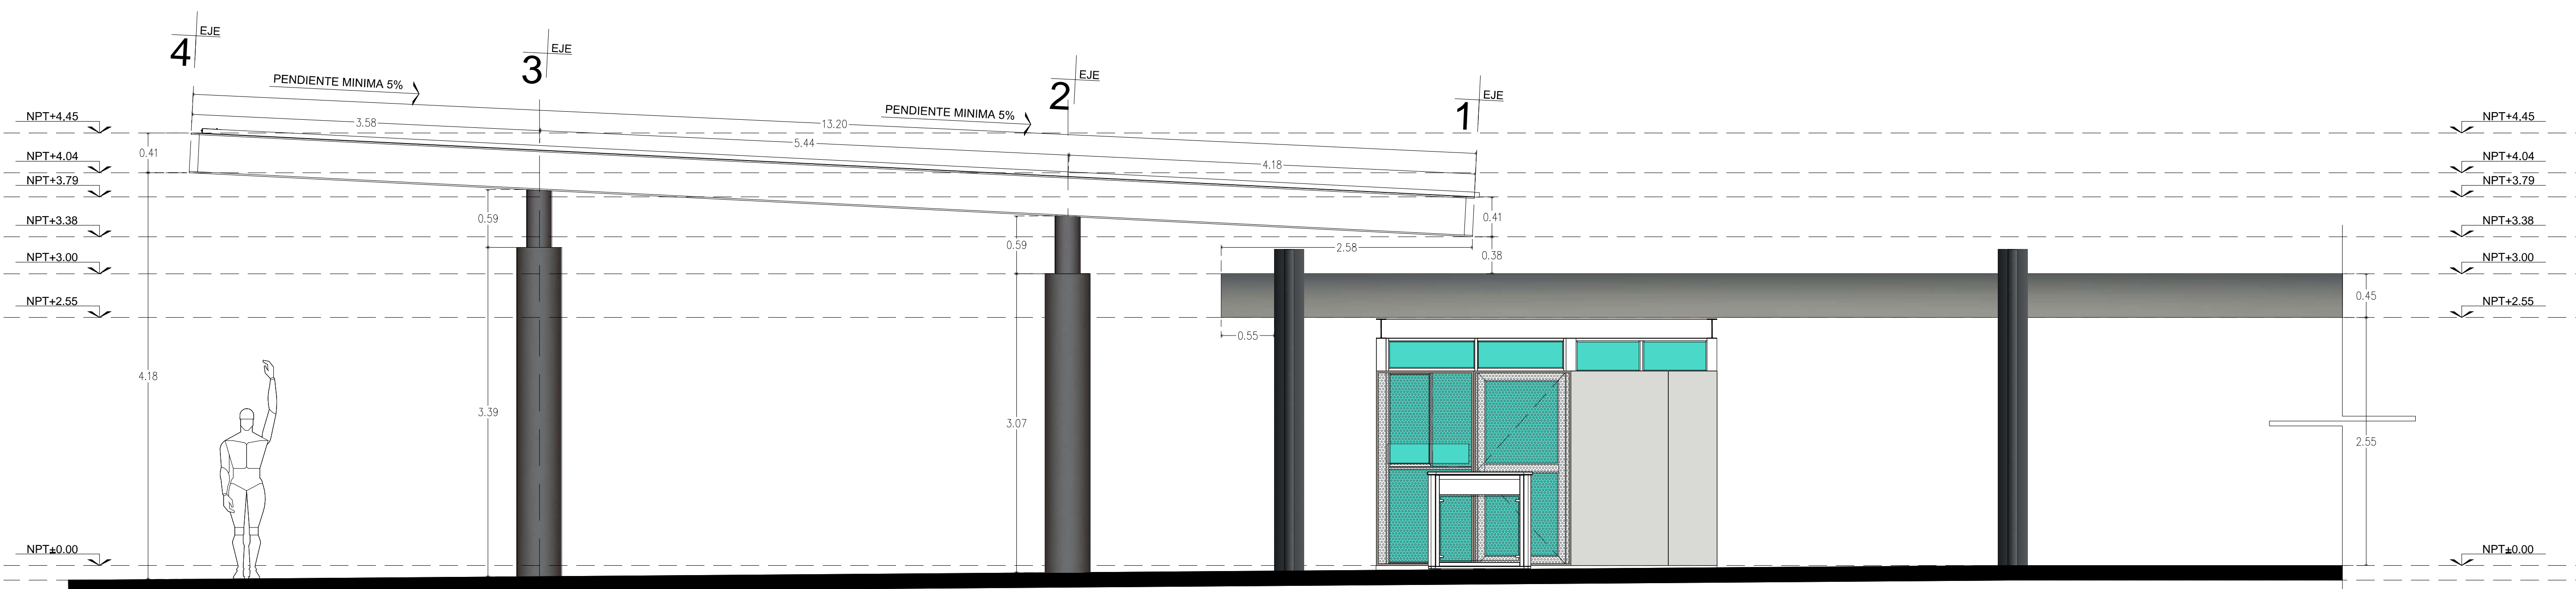 EJE
4
EJE
3
EJE
2
EJE
1
PENDIENTE MINIMA 5%
PENDIENTE MINIMA 5%
3.58
13.20
5.44
4.18
NPT+4.45
NPT+4.04
NPT+3.79
NPT+3.38
NPT+3.00
NPT+2.55
NPT±0.00
0.41
4.18
0.59
3.39
0.59
3.07
2.58
0.55
0.41
0.38
0.45
2.55
NPT+4.45
NPT+4.04
NPT+3.79
NPT+3.38
NPT+3.00
NPT+2.55
NPT±0.00